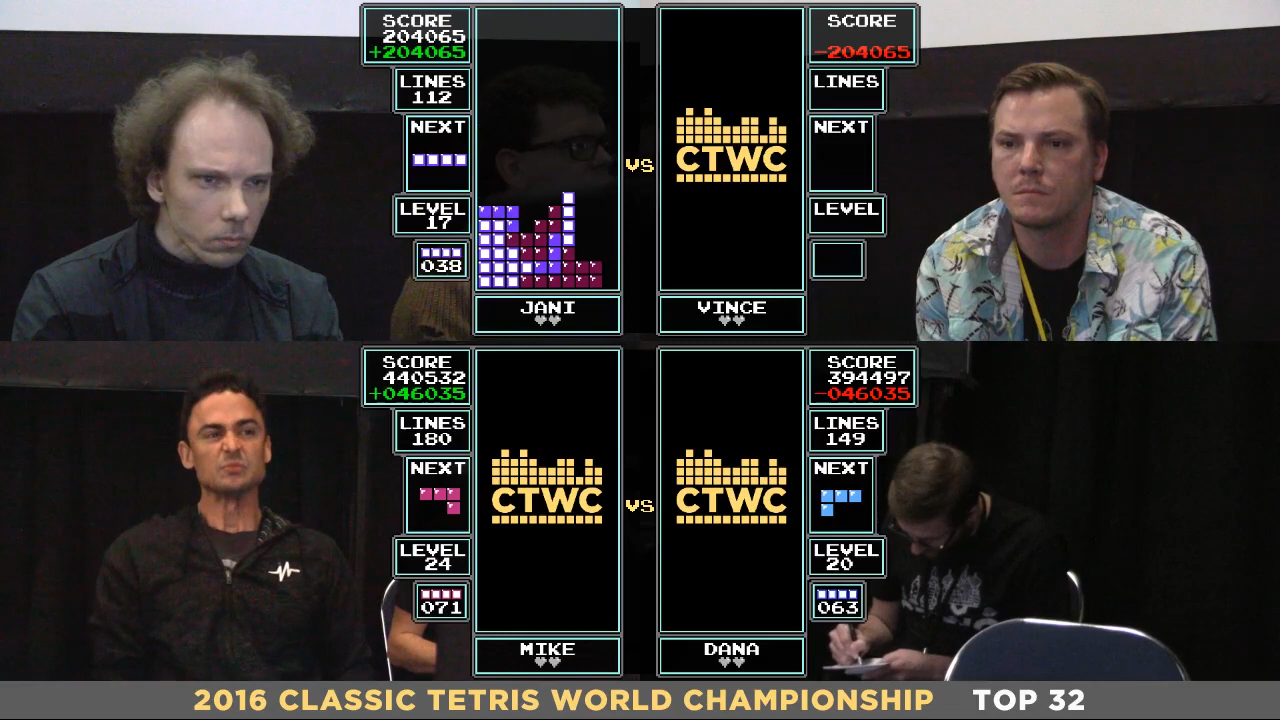 SCORE
204065
+204065
LINES
112
NEXT
LEVEL
17
038
JANI
VS
CTWC
VINCE
SCORE
-204065
LINES
NEXT
LEVEL
SCORE
440532
+046035
LINES
180
NEXT
LEVEL
24
071
CTWC
MIKE
VS
CTWC
DANA
SCORE
394497
-046035
LINES
149
NEXT
LEVEL
20
063
2016 CLASSIC TETRIS WORLD CHAMPIONSHIP TOP 32